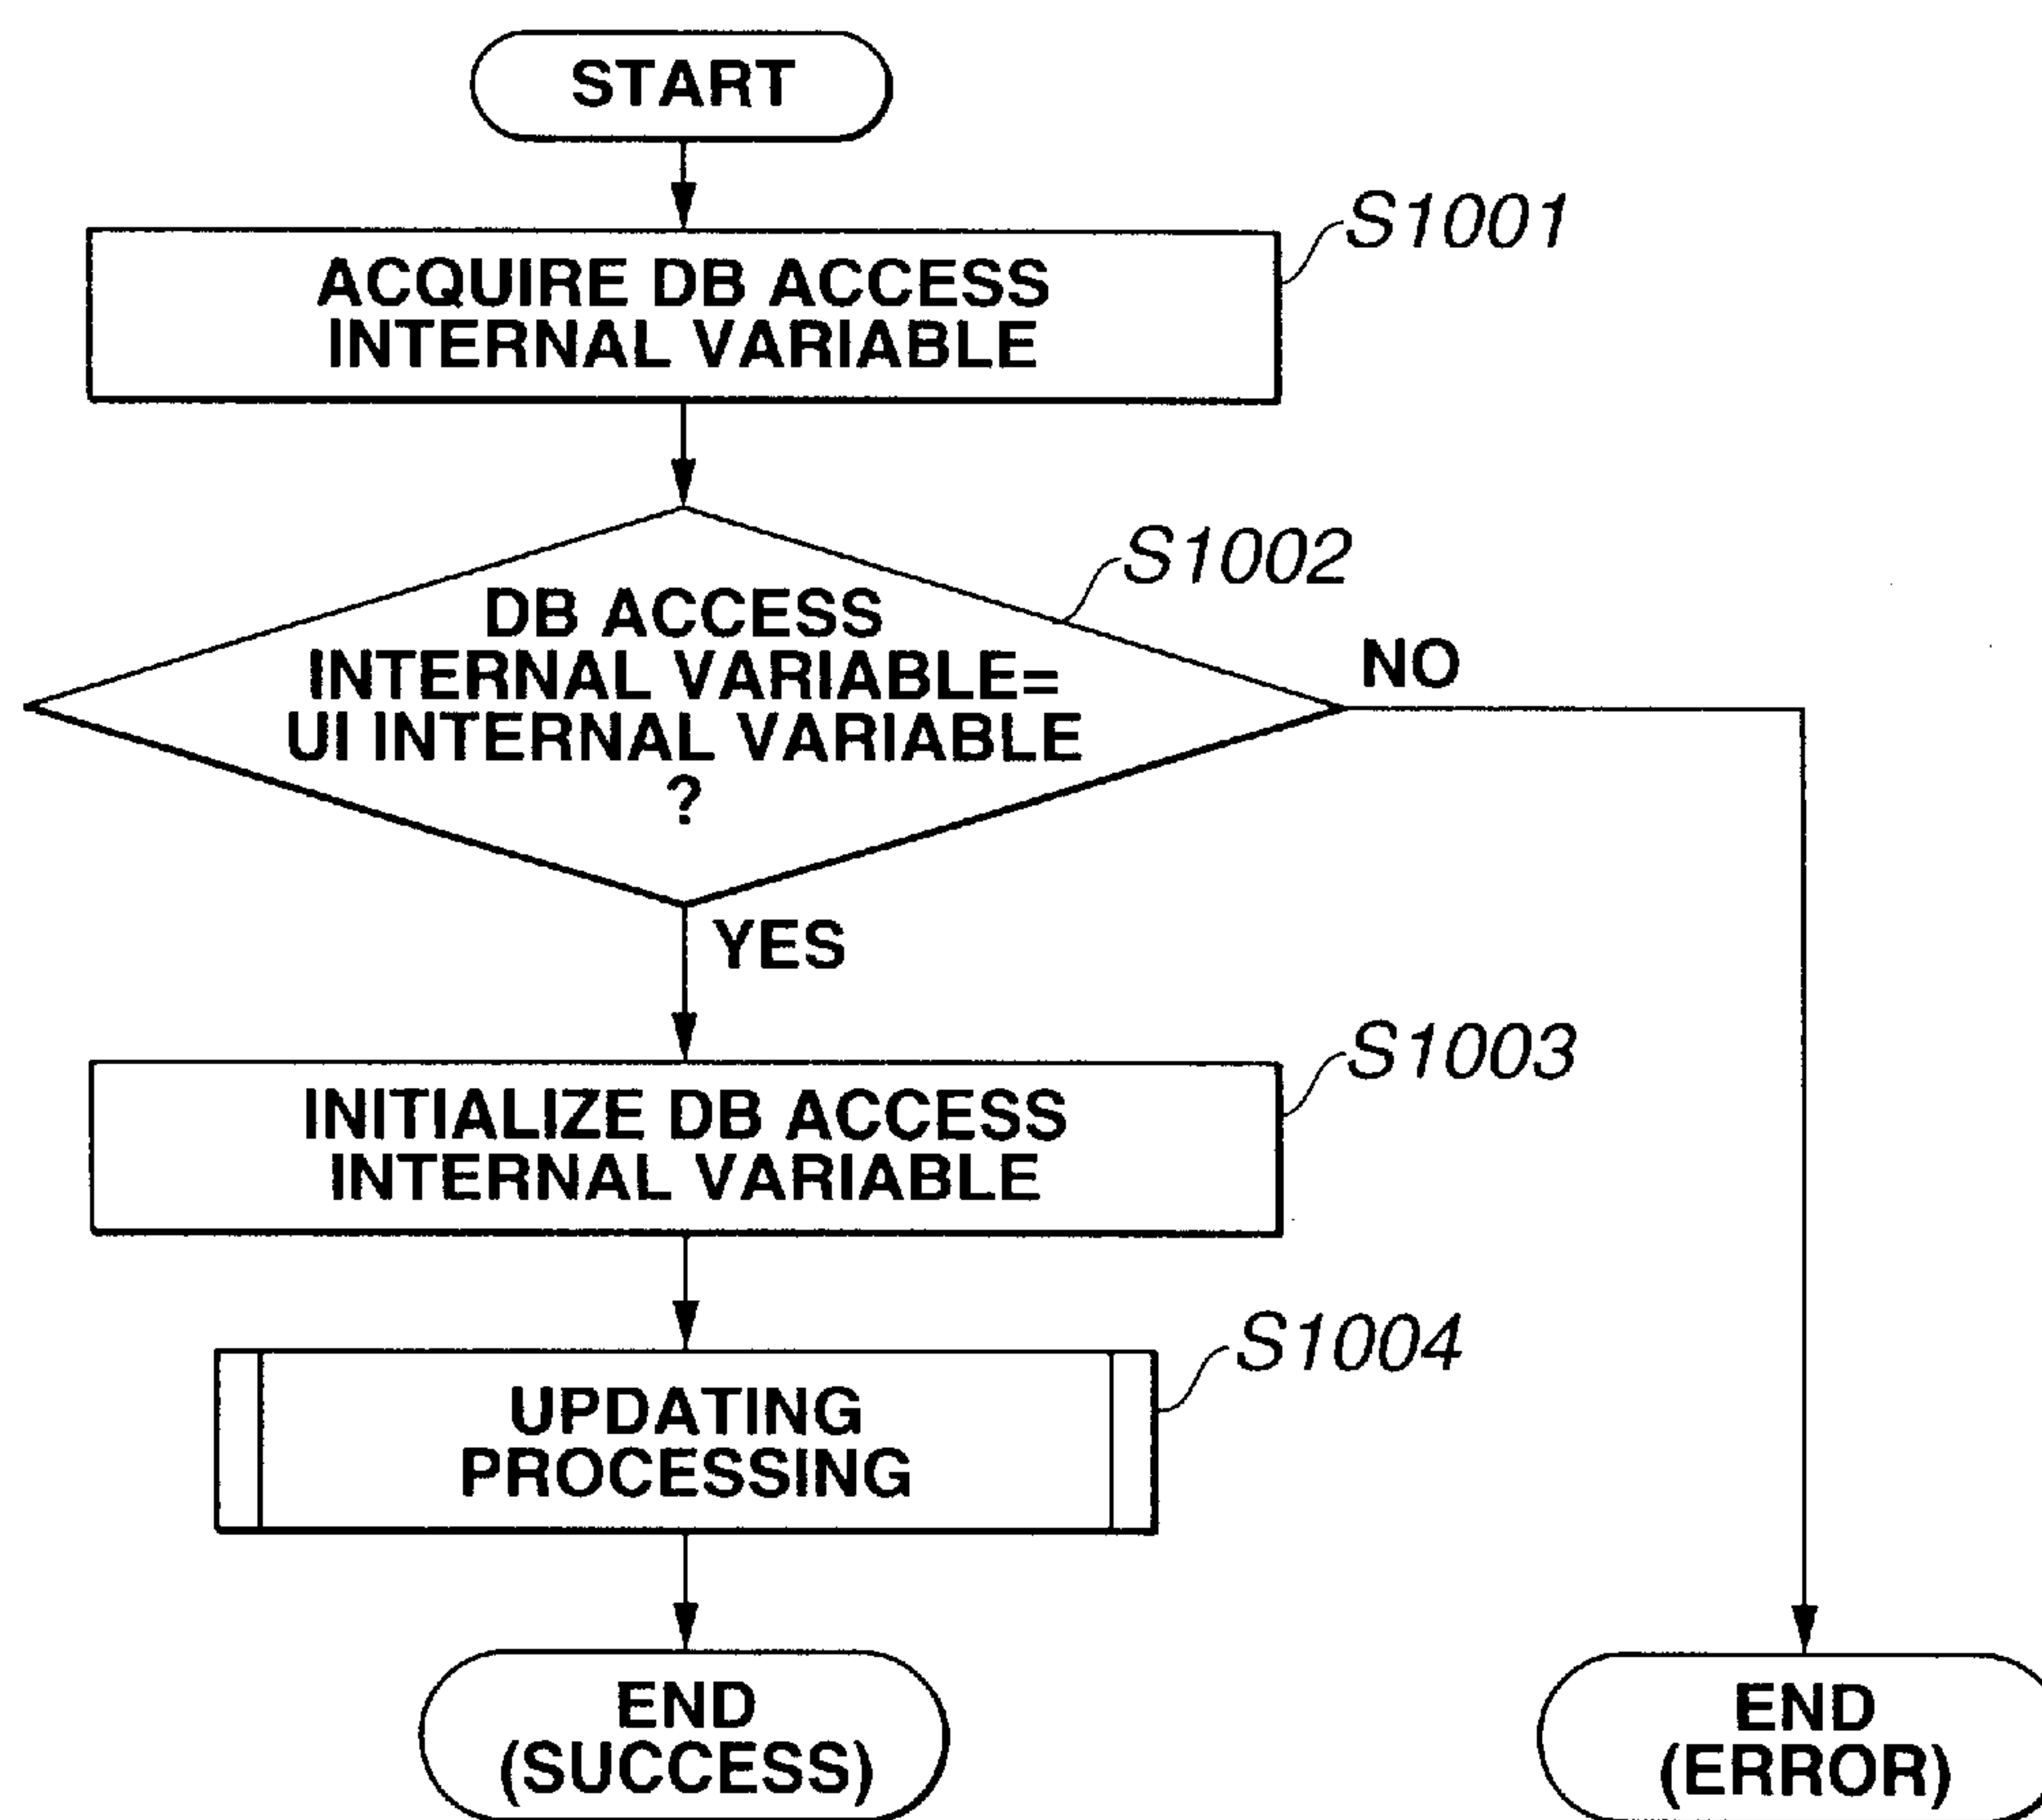 START
S1001
ACQUIRE DB ACCESS
INTERNAL VARIABLE
S1002
DB ACCESS
INTERNAL VARIABLE=
UI INTERNAL VARIABLE
?
NO
YES
S1003
INITIALIZE DB ACCESS
INTERNAL VARIABLE
S1004
UPDATING
PROCESSING
END
(SUCCESS)
END
(ERROR)